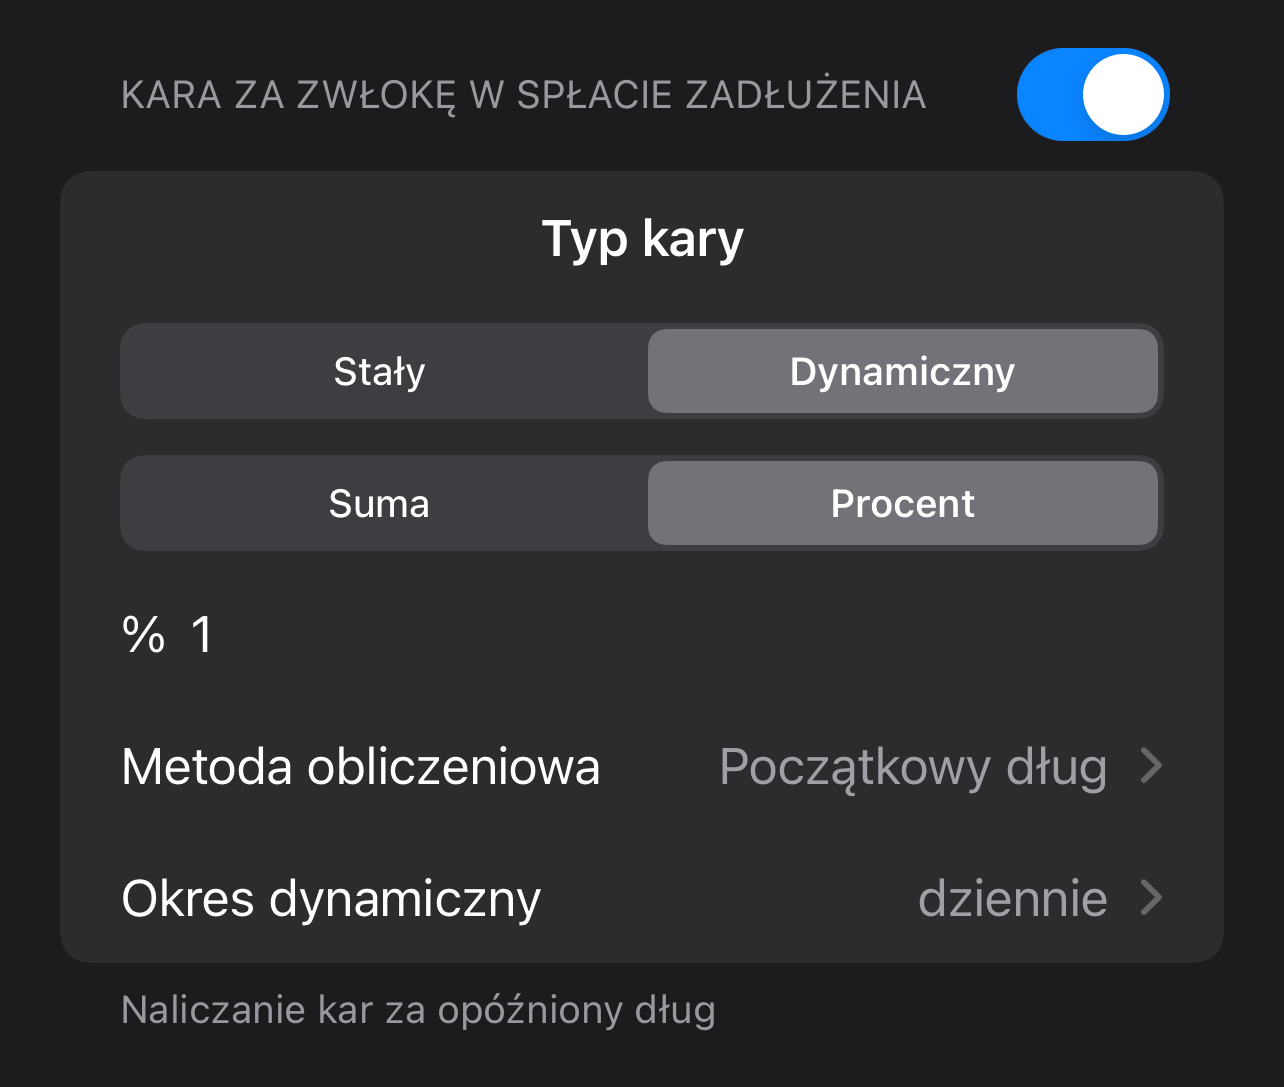 KARA ZA ZWŁOKĘ W SPŁACIE ZADŁUŻENIA
Typ kary
Stały Dynamiczny
Suma Procent
% 1
Metoda obliczeniowa Początkowy dług
Okres dynamiczny dziennie
Naliczanie kar za opóźniony dług